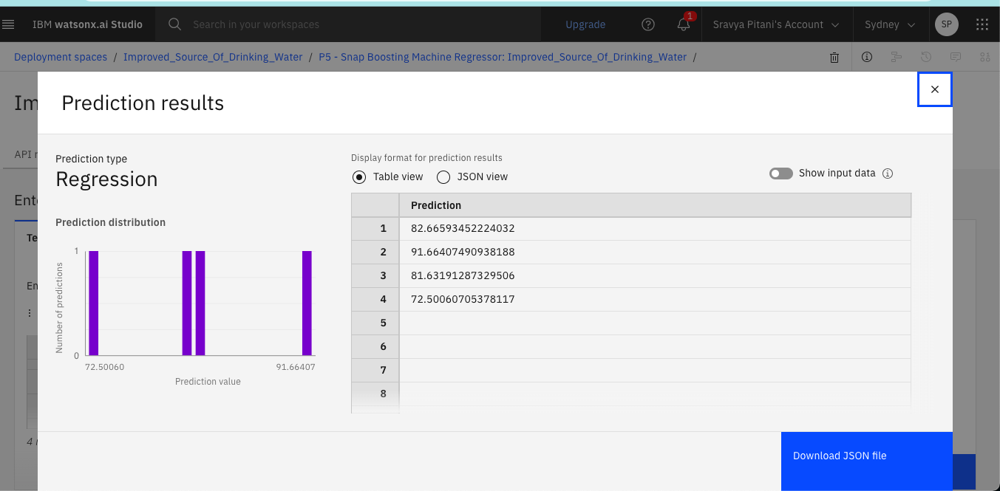 IBM watsonx.ai Studio
Search in your workspaces
Upgrade
1
Sravya Pitani's Account
Sydney
SP
Deployment spaces / Improved_Source_Of_Drinking_Water / P5 - Snap Boosting Machine Regressor: Improved_Source_Of_Drinking_Water /
Im
Prediction results
API r
Prediction type
Regression
Display format for prediction results
Table view
JSON view
Show input data
Ente
Prediction distribution
Te
En
1
Number of predictions
0
72.50060
91.66407
Prediction value
Prediction
1 82.66593452224032
2 91.66407490938188
3 81.63191287329506
4 72.50060705378117
5
6
7
8
4
Download JSON file